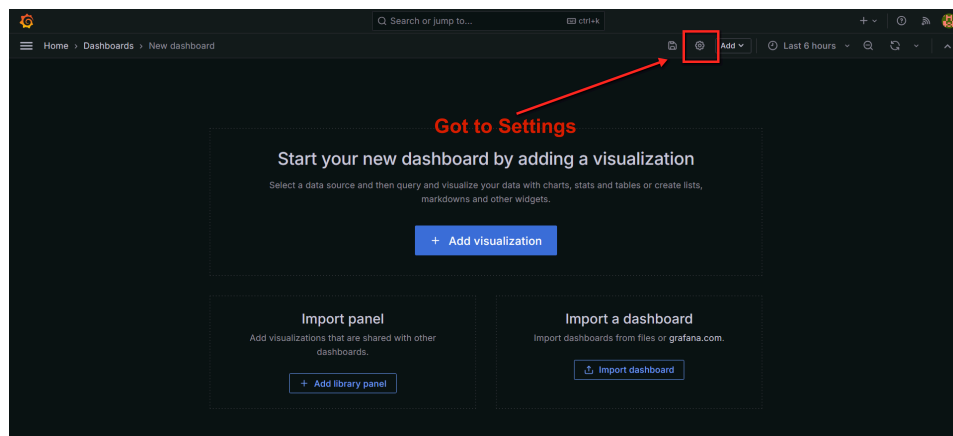 Search or jump to... ctrl+k
Home › Dashboards › New dashboard Add Last 6 hours
Got to Settings
Start your new dashboard by adding a visualization
Select a data source and then query and visualize your data with charts, stats and tables or create lists,
markdowns and other widgets.
+ Add visualization
Import panel
Add visualizations that are shared with other
dashboards.
+ Add library panel
Import a dashboard
Import dashboards from files or grafana.com.
Import dashboard